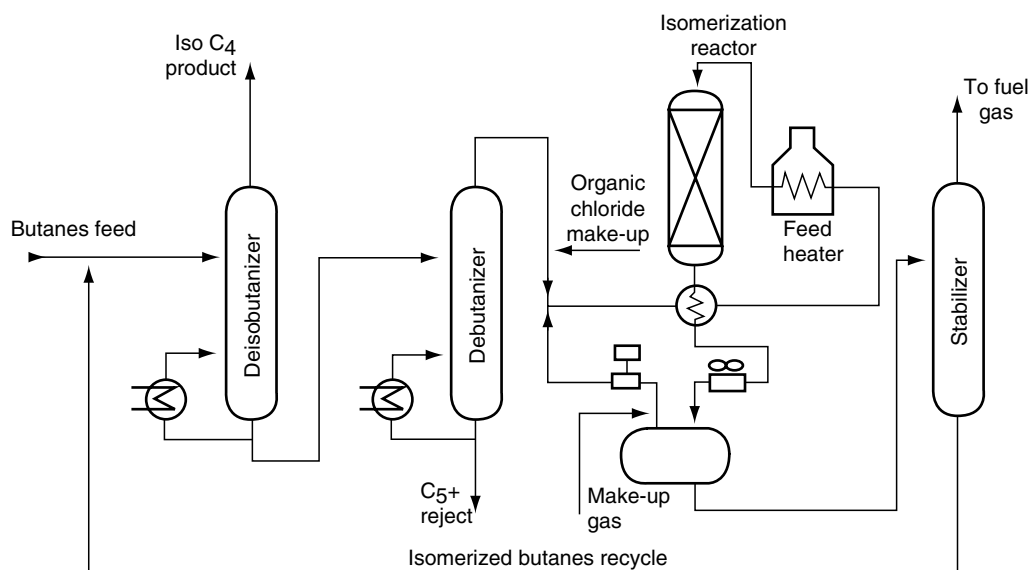 Iso C4
product
Isomerization
reactor
To fuel
gas
Organic
chloride
make-up
Butanes feed
Feed
heater
Deisobutanizer
Debutanizer
Stabilizer
C5+
reject
Make-up
gas
Isomerized butanes recycle